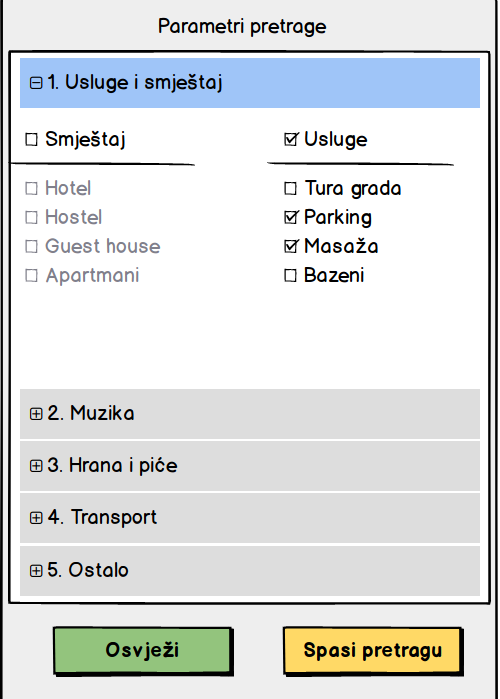 Parametri pretrage
1. Usluge i smještaj
Smještaj
Usluge
Hotel
Tura grada
Hostel
Parking
Guest house
Masaža
Apartmani
Bazeni
2. Muzika
3. Hrana i piće
4. Transport
5. Ostalo
Osvježi
Spasi pretragu